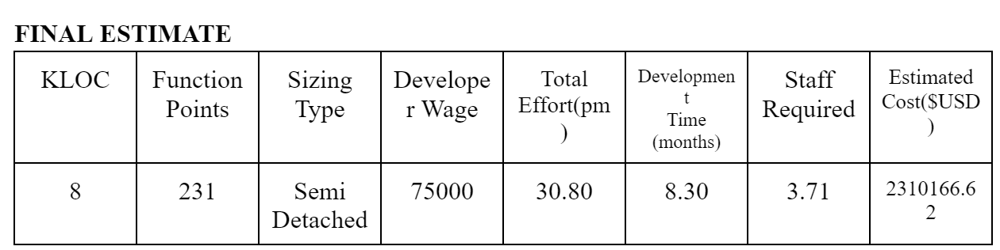 FINAL ESTIMATE
KLOC
Function
Points
Sizing
Type
Develope
r Wage
Total
Effort(pm
)
Developmen
t
Time
(months)
Staff
Required
Estimated
Cost($USD
)
8
231
Semi
Detached
75000
30.80
8.30
3.71
2310166.6
2